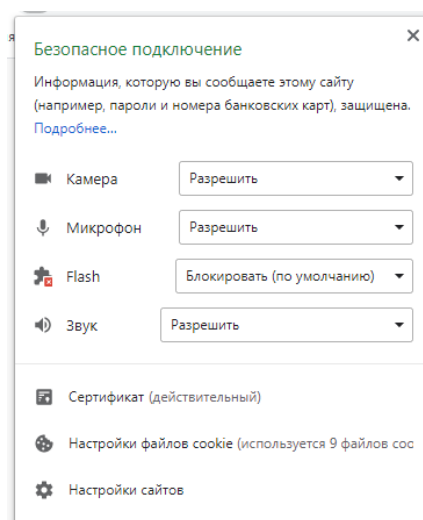 я
Безопасное подключение
Информация, которую вы сообщаете этому сайту
(например, пароли и номера банковских карт), защищена.
Подробнее...
Камера Разрешить
Микрофон Разрешить
Flash Блокировать (по умолчанию)
Звук Разрешить
Сертификат (действительный)
Настройки файлов cookie (используется 9 файлов coo
Настройки сайтов